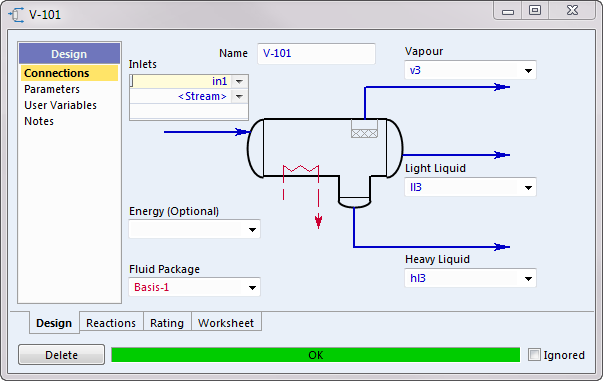 V-101
Design
Connections
Parameters
User Variables
Notes
Name V-101
Inlets
in1
<Stream>
Vapour
v3
Light Liquid
ll3
Energy (Optional)
Heavy Liquid
hl3
Fluid Package
Basis-1
Design Reactions Rating Worksheet
Delete OK Ignored